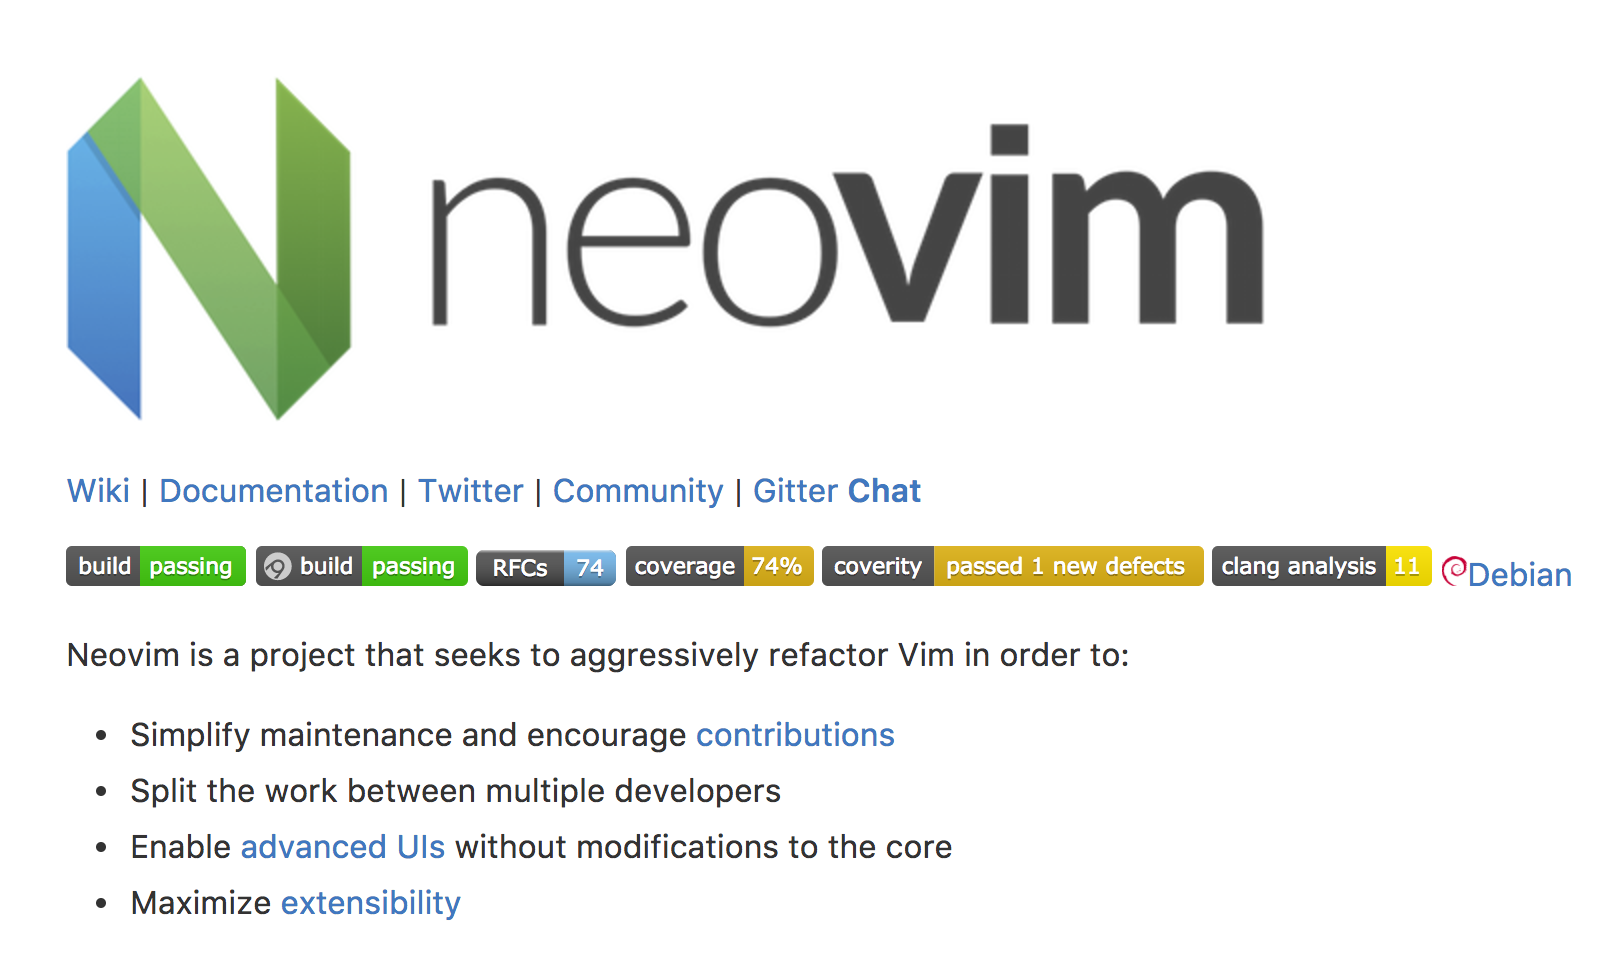 neovim
Wiki | Documentation | Twitter | Community | Gitter Chat
build passing build passing RFCs 74 coverage 74% coverity passed 1 new defects clang analysis 11 Debian
Neovim is a project that seeks to aggressively refactor Vim in order to:
• Simplify maintenance and encourage contributions
• Split the work between multiple developers
• Enable advanced UIs without modifications to the core
• Maximize extensibility